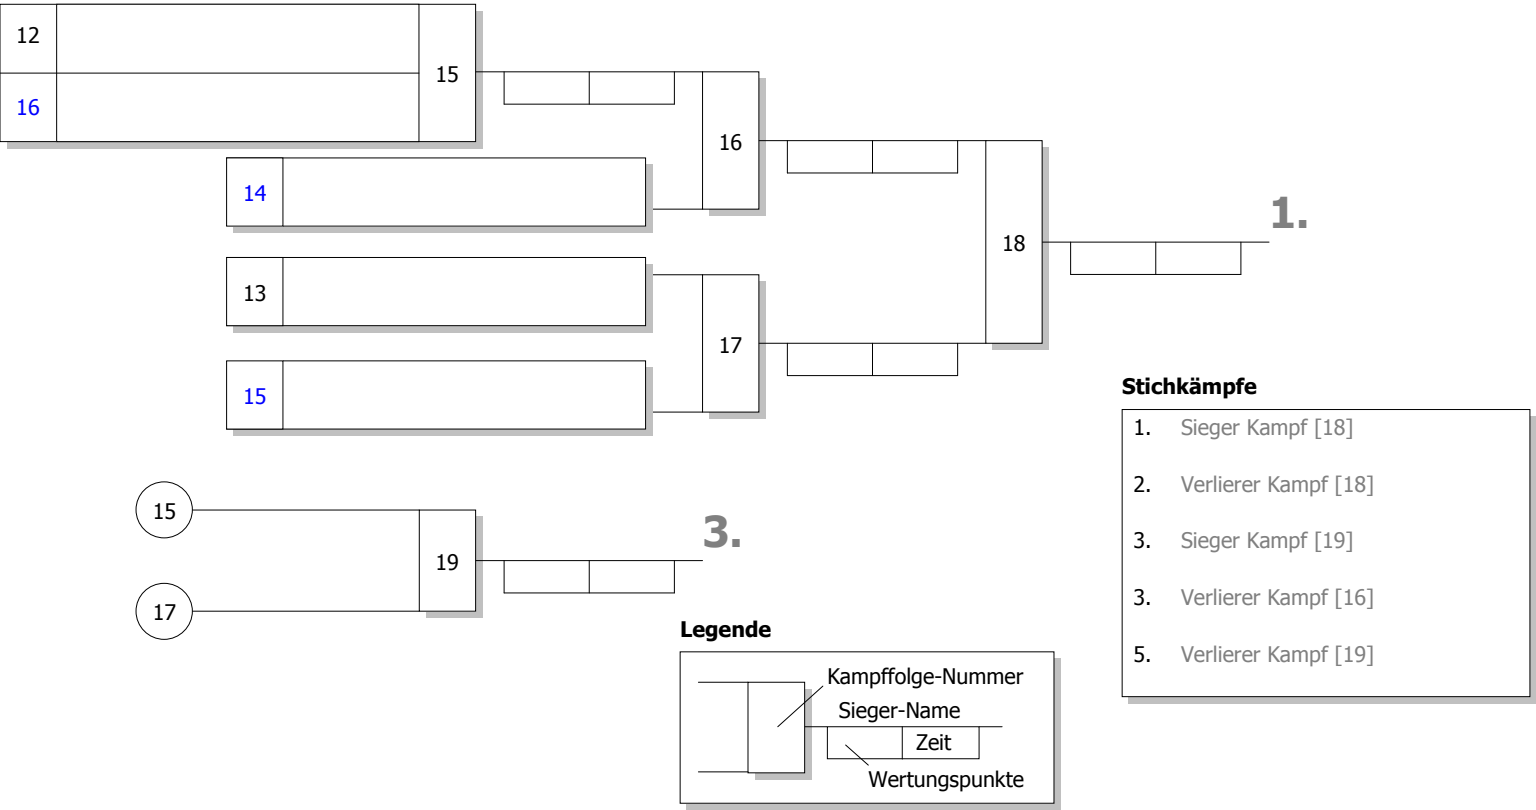 12
15
16
16
14
1.
18
13
17
15
Stichkämpfe
1. Sieger Kampf [18]
2. Verlierer Kampf [18]
3. Sieger Kampf [19]
3. Verlierer Kampf [16]
5. Verlierer Kampf [19]
15
3.
19
17
Legende
Kampffolge-Nummer
Sieger-Name
Zeit
Wertungspunkte